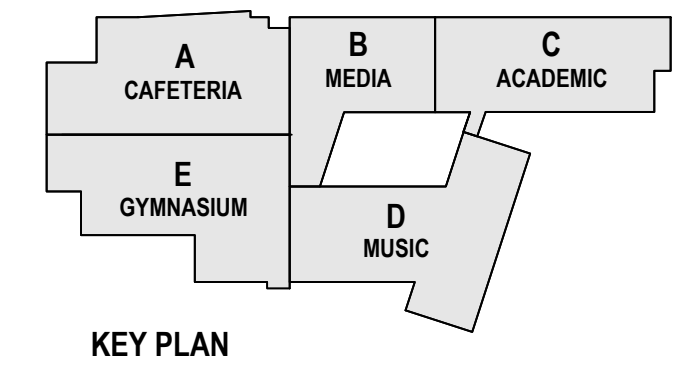 A
CAFETERIA
B
MEDIA
C
ACADEMIC
E
GYMNASIUM
D
MUSIC
KEY PLAN